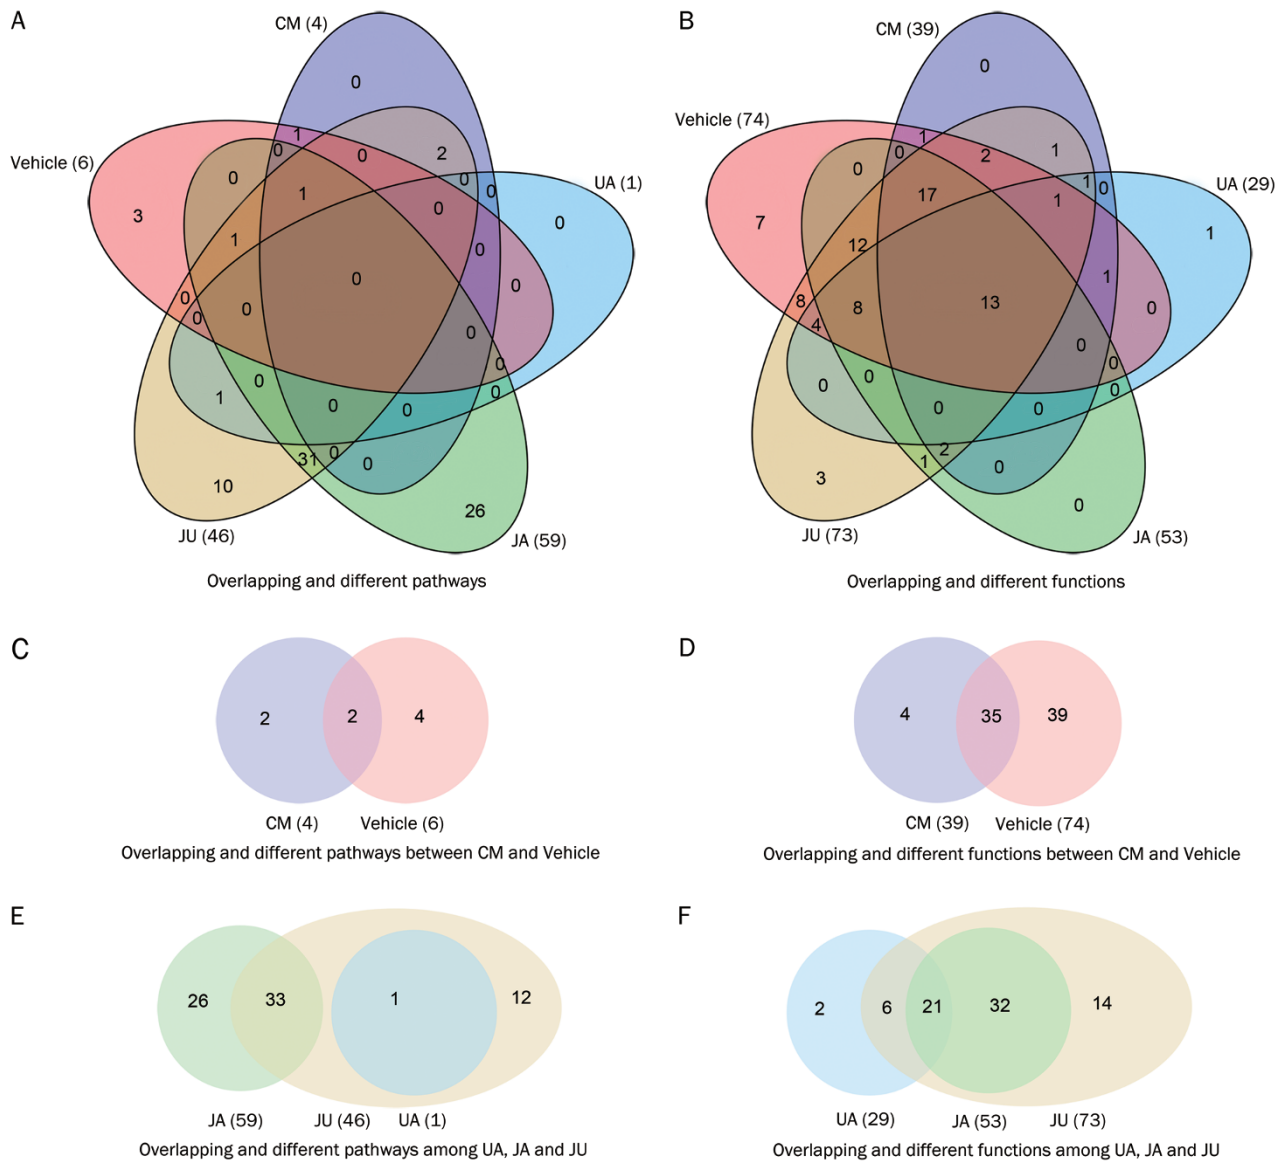 A
CM (4)
0
Vehicle (6)
1
0
0
2
0
0
UA (1)
0
1
3
0
0
1
0
0
0
0
0
0
0
0
0
0
0
1
0
0
0
31
0
0
10
26
JU (46)
JA (59)
Overlapping and different pathways
B
CM (39)
0
Vehicle (74)
1
0
2
1
0
1
0
UA (29)
17
1
7
1
12
1
8
8
13
0
4
0
0
0
0
0
0
0
2
1
0
3
0
JU (73)
JA (53)
Overlapping and different functions
C
2
2
4
CM (4)
Vehicle (6)
Overlapping and different pathways between CM and Vehicle
D
4
35
39
CM (39)
Vehicle (74)
Overlapping and different functions between CM and Vehicle
E
26
33
1
12
JA (59)
JU (46)
UA (1)
Overlapping and different pathways among UA, JA and JU
F
2
6
21
32
14
UA (29)
JA (53)
JU (73)
Overlapping and different functions among UA, JA and JU